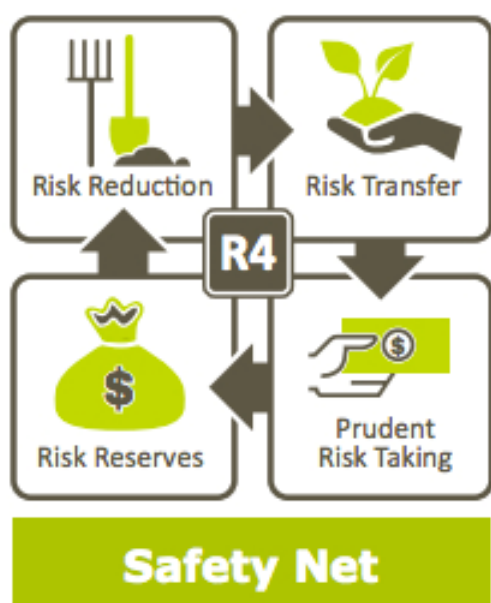 Risk Reduction
Risk Transfer
R4
$
Risk Reserves
$
Prudent
Risk Taking
Safety Net